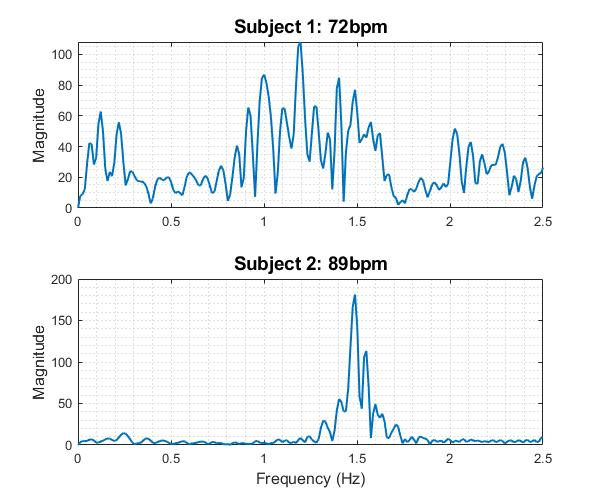 Subject 1: 72bpm
100
80
60
40
20
0
Magnitude
0 0.5 1 1.5 2 2.5
Subject 2: 89bpm
200
150
100
50
0
Magnitude
0 0.5 1 1.5 2 2.5
Frequency (Hz)